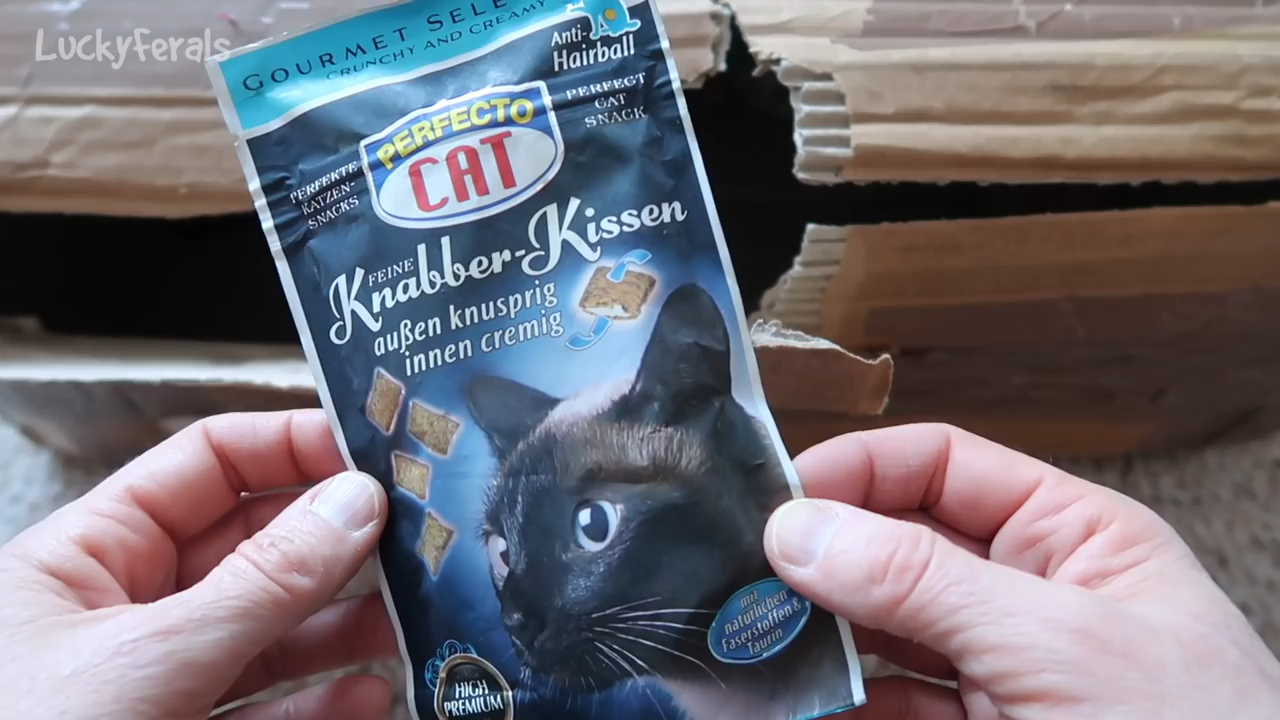 LuckyFerals
GOURMET SELE
CRUNCHY AND CREAMY
Anti-
Hairball
PERFECTO
CAT
PERFECT
CAT
SNACK
PERFEKTE
KATZEN-
SNACKS
FEINE
Knabber-Kissen
außen knusprig
innen cremig
mit
natürlichen
Faserstoffen &
Taurin
HIGH
PREMIUM